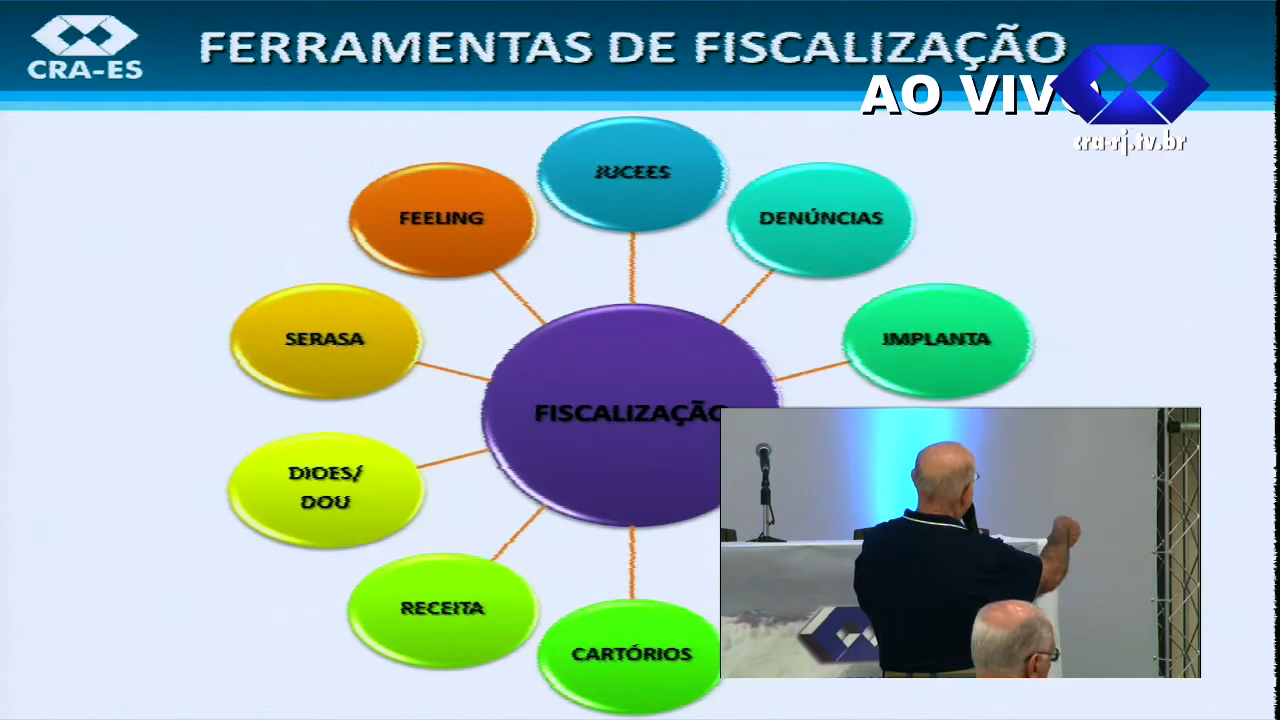 CRA-ES
FERRAMENTAS DE FISCALIZAÇÃO
AO VIVO
cra-rj.tv.br
JUCEES
FEELING
DENÚNCIAS
SERASA
IMPLANTA
FISCALIZAÇÃO
DIOES/
DOU
RECEITA
CARTÓRIOS